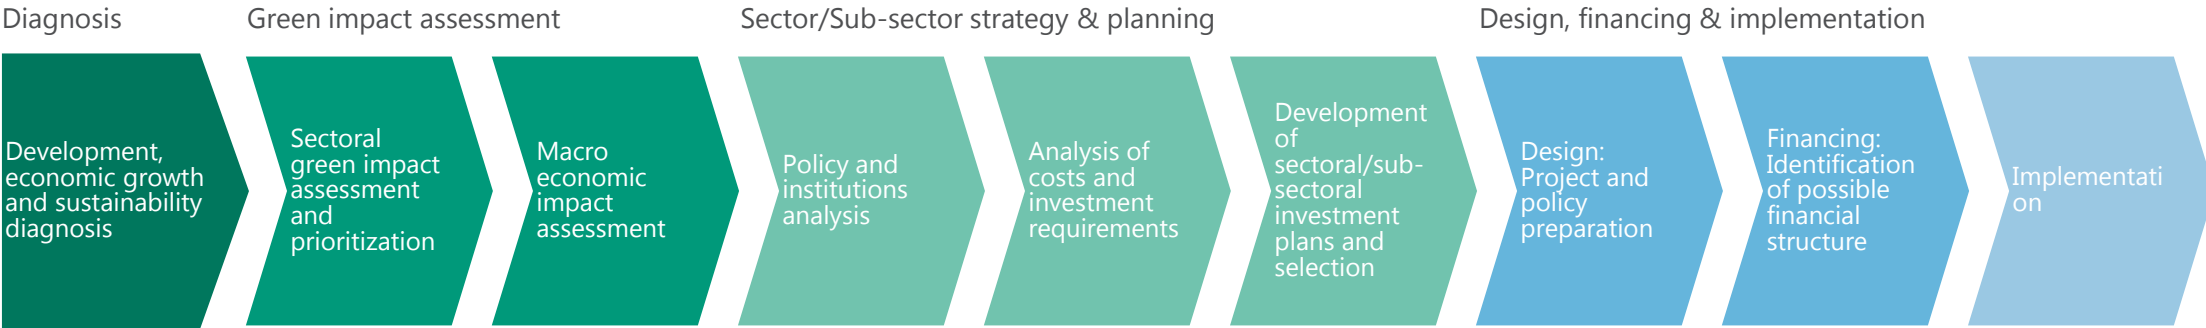 Diagnosis
Green impact assessment
Sector/Sub-sector strategy & planning
Design, financing & implementation
Development,
economic growth
and sustainability
diagnosis
Sectoral
green impact
assessment
and
prioritization
Macro
economic
impact
assessment
Policy and
institutions
analysis
Analysis of
costs and
investment
requirements
Development
of
sectoral/sub-
sectoral
investment
plans and
selection
Design:
Project and
policy
preparation
Financing:
Identification
of possible
financial
structure
Implementati
on